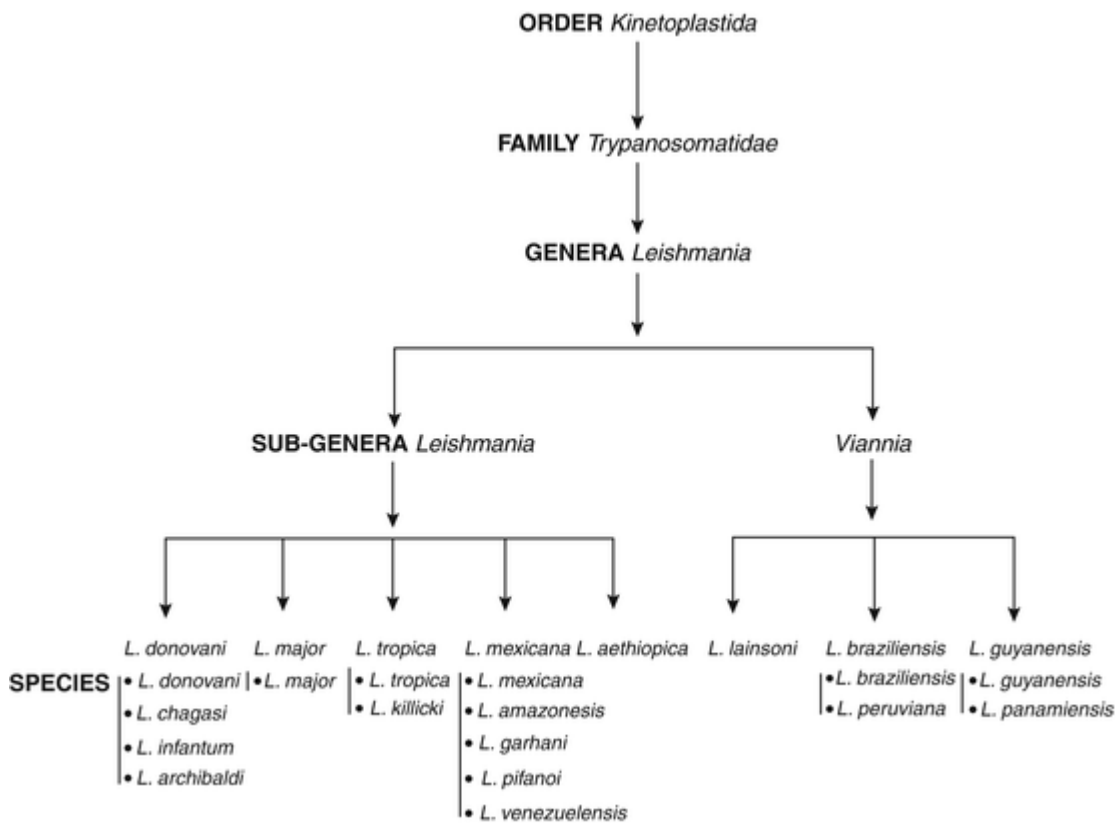 ORDER Kinetoplastida
FAMILY Trypanosomatidae
GENERA Leishmania
SUB-GENERA Leishmania
Viannia
L. donovani
L. major
L. tropica
L. mexicana
L. aethiopica
L. lainsoni
L. braziliensis
L. guyanensis
SPECIES
• L. donovani
• L. chagasi
• L. infantum
• L. archibaldi
• L. major
• L. tropica
• L. killicki
• L. mexicana
• L. amazonesis
• L. garhani
• L. pifanoi
• L. venezuelensis
• L. braziliensis
• L. peruviana
• L. guyanensis
• L. panamiensis